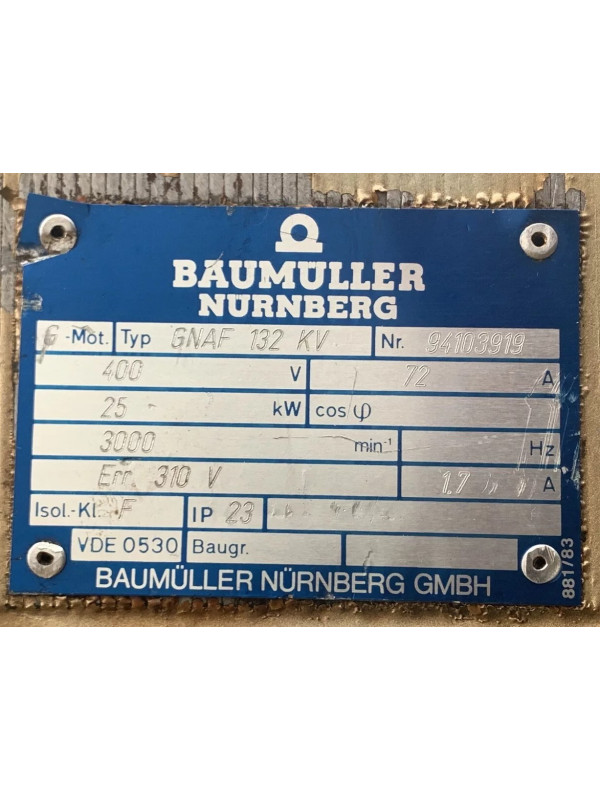 BAUMÜLLER
NÜRNBERG
G -Mot. Typ GNAF 132 KV Nr. 94103919
400 V 72 A
25 - kW cos φ
3000 min-1 Hz
Err. 310 V 1.7 A
Isol.-Kl. F IP 23
VDE 0530 Baugr.
BAUMÜLLER NÜRNBERG GMBH
881/83